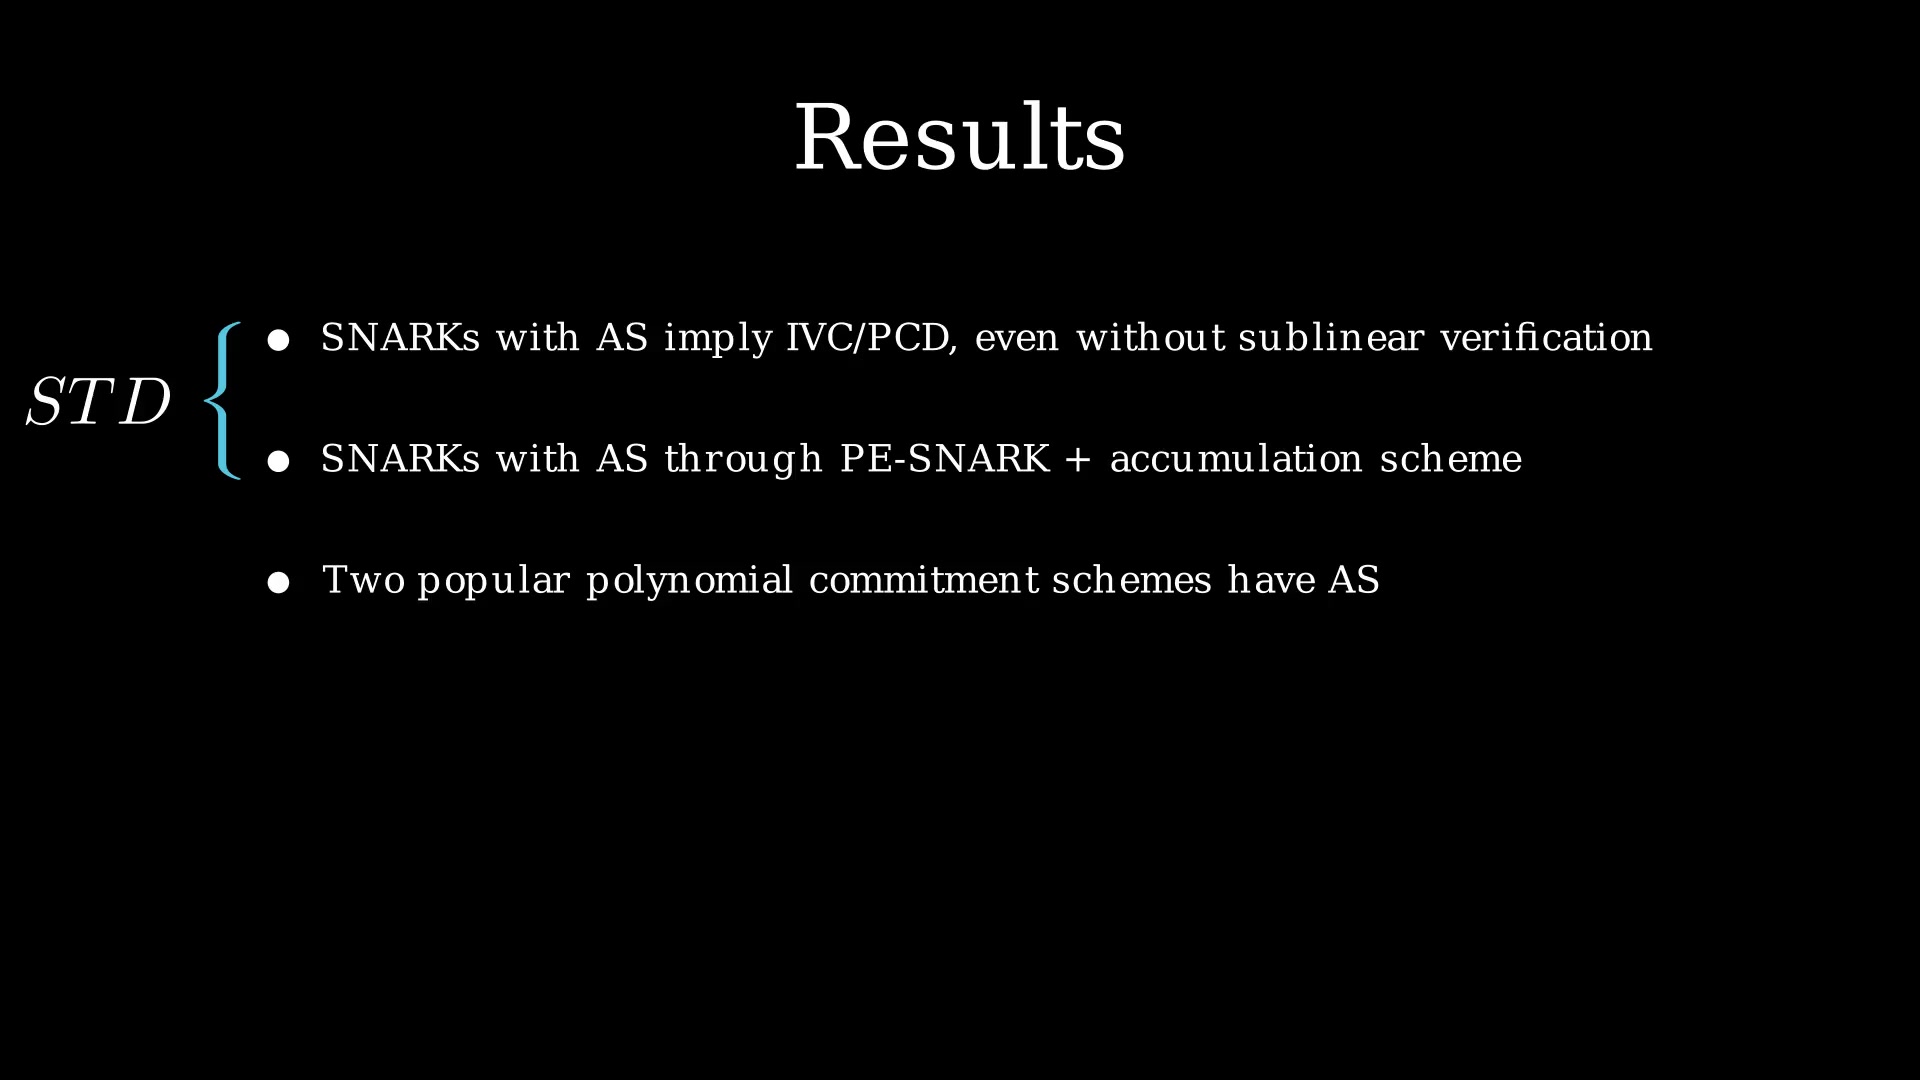 Results
STD
● SNARKs with AS imply IVC/PCD, even without sublinear verification
● SNARKs with AS through PE-SNARK + accumulation scheme
● Two popular polynomial commitment schemes have AS